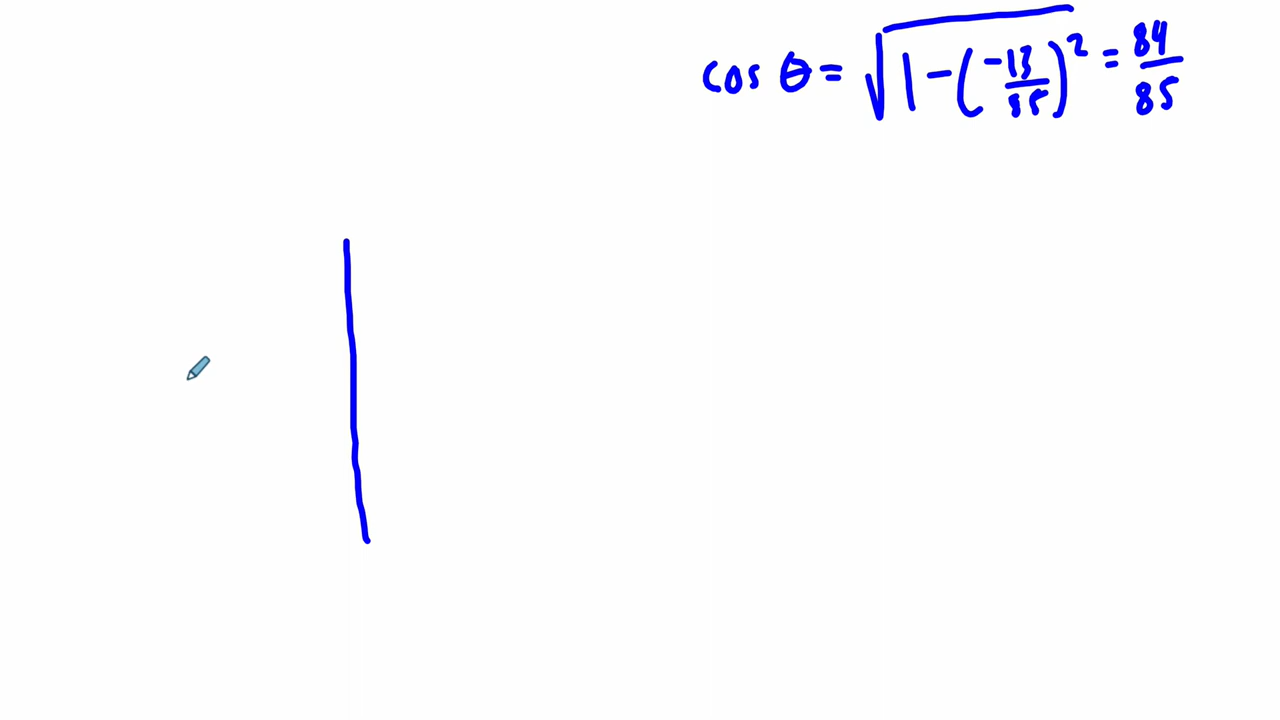 cos θ = √(1 - (-13/85)²) = 84/85